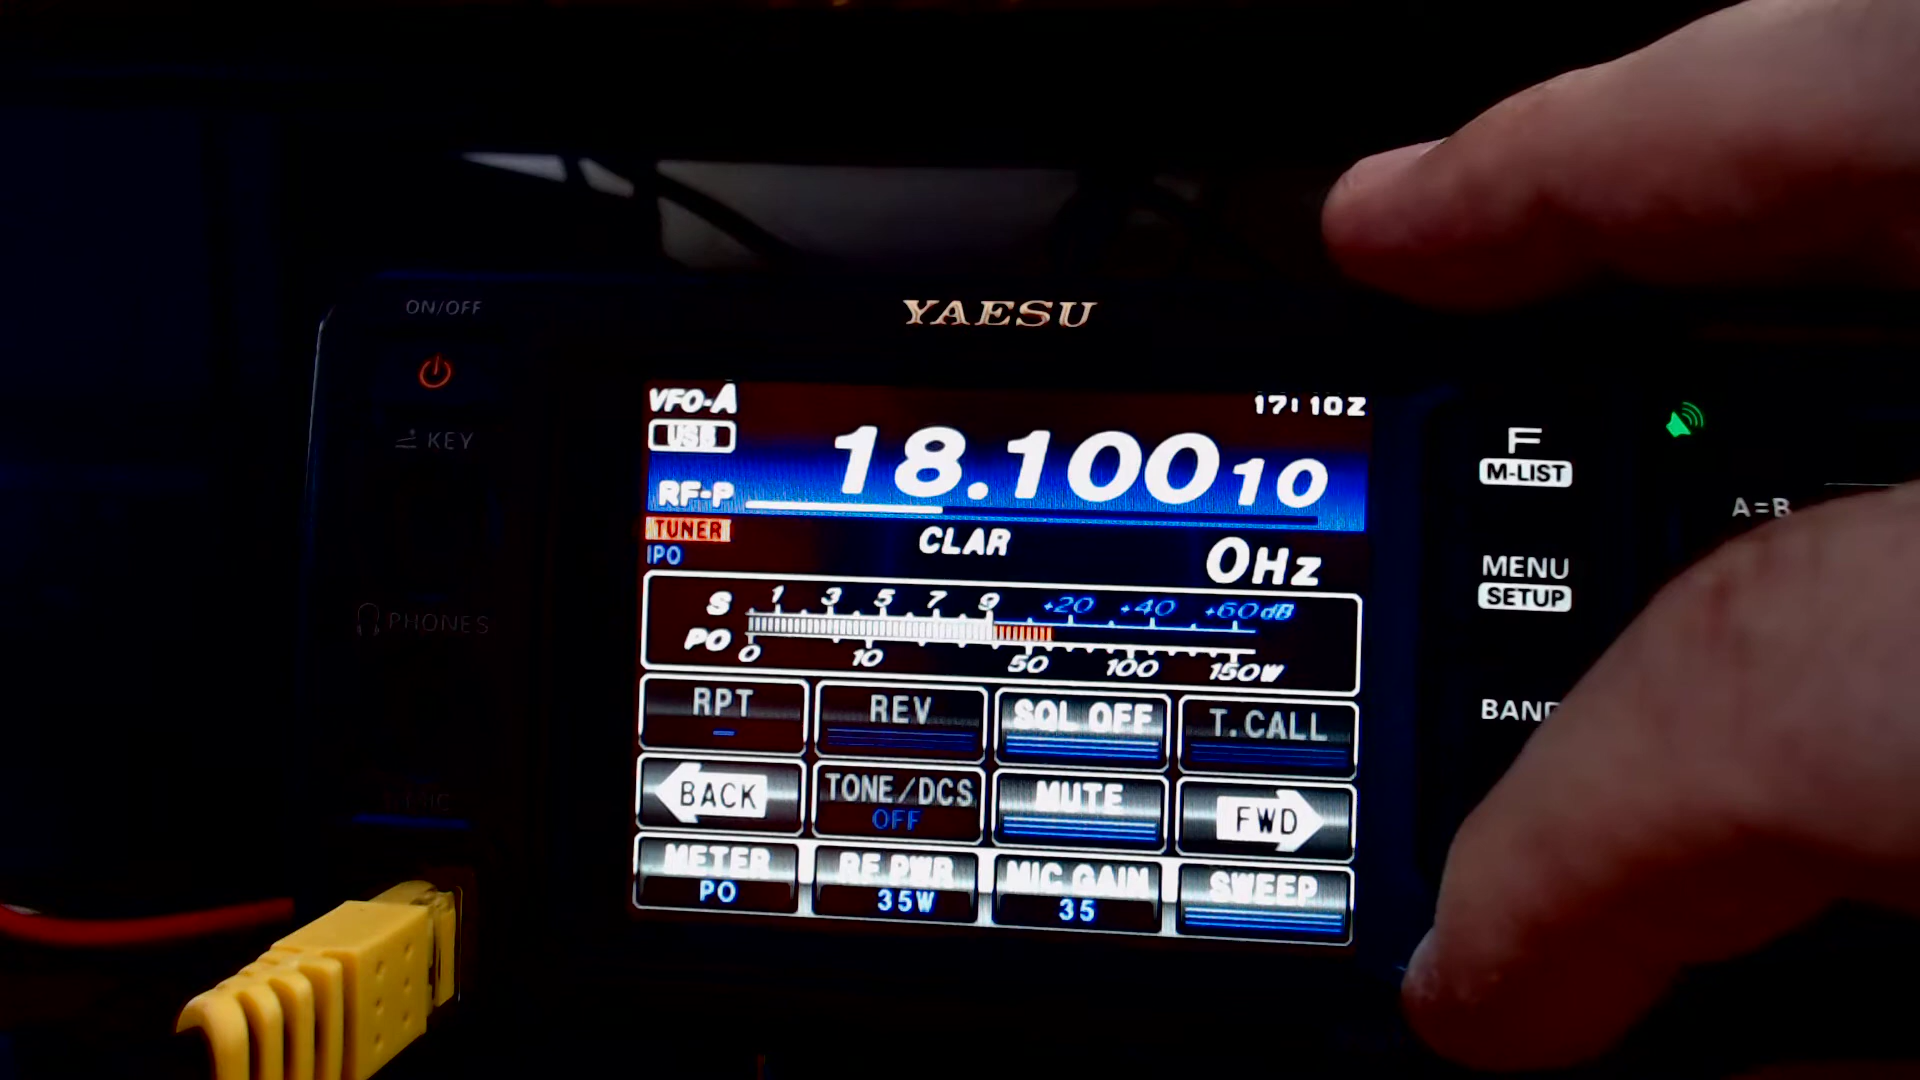 ON/OFF
YAESU
VFO-A
17:10Z
USB
18.10010
RF-P
TUNER
CLAR
0Hz
IPO
S 1 3 5 7 9 +20 +40 +60dB
PO 0 10 50 100 150W
RPT REV SQL OFF T.CALL
BACK TONE/DCS MUTE FWD
OFF
METER RF PWR MIC GAIN SWEEP
PO 35W 35
KEY
PHONES
F
M-LIST
A=B
MENU
SETUP
BAND